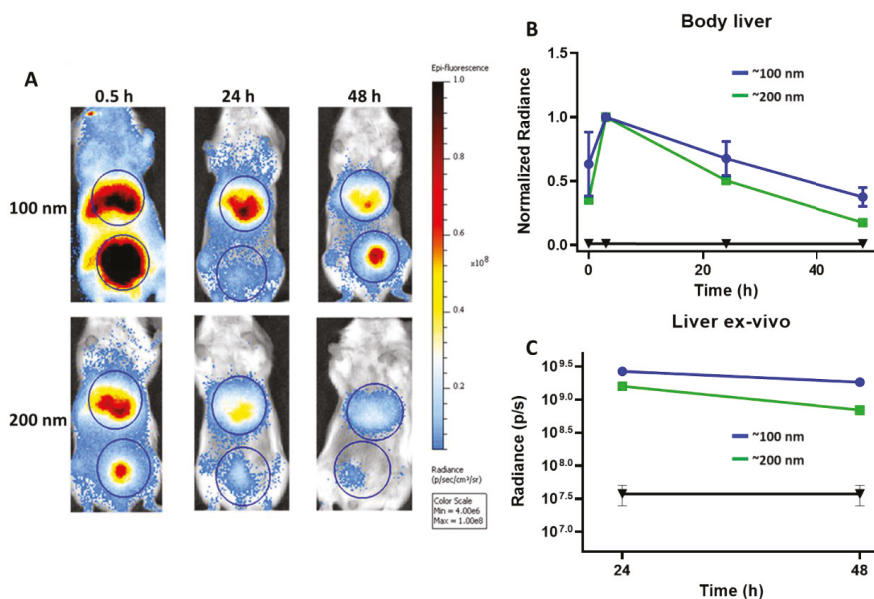 A
0.5 h
24 h
48 h
100 nm
200 nm
Epi-fluorescence
1.0
0.8
0.6
×10⁸
0.4
0.2
Radiance
(p/sec/cm²/sr)
Color Scale
Min = 4.00e6
Max = 1.00e8
B
Body liver
~100 nm
~200 nm
Normalized Radiance
1.5
1.0
0.5
0.0
0
20
40
Time (h)
C
Liver ex-vivo
~100 nm
~200 nm
Radiance (p/s)
10⁹·⁵
10⁹·⁰
10⁸·⁵
10⁸·⁰
10⁷·⁵
10⁷·⁰
24
48
Time (h)